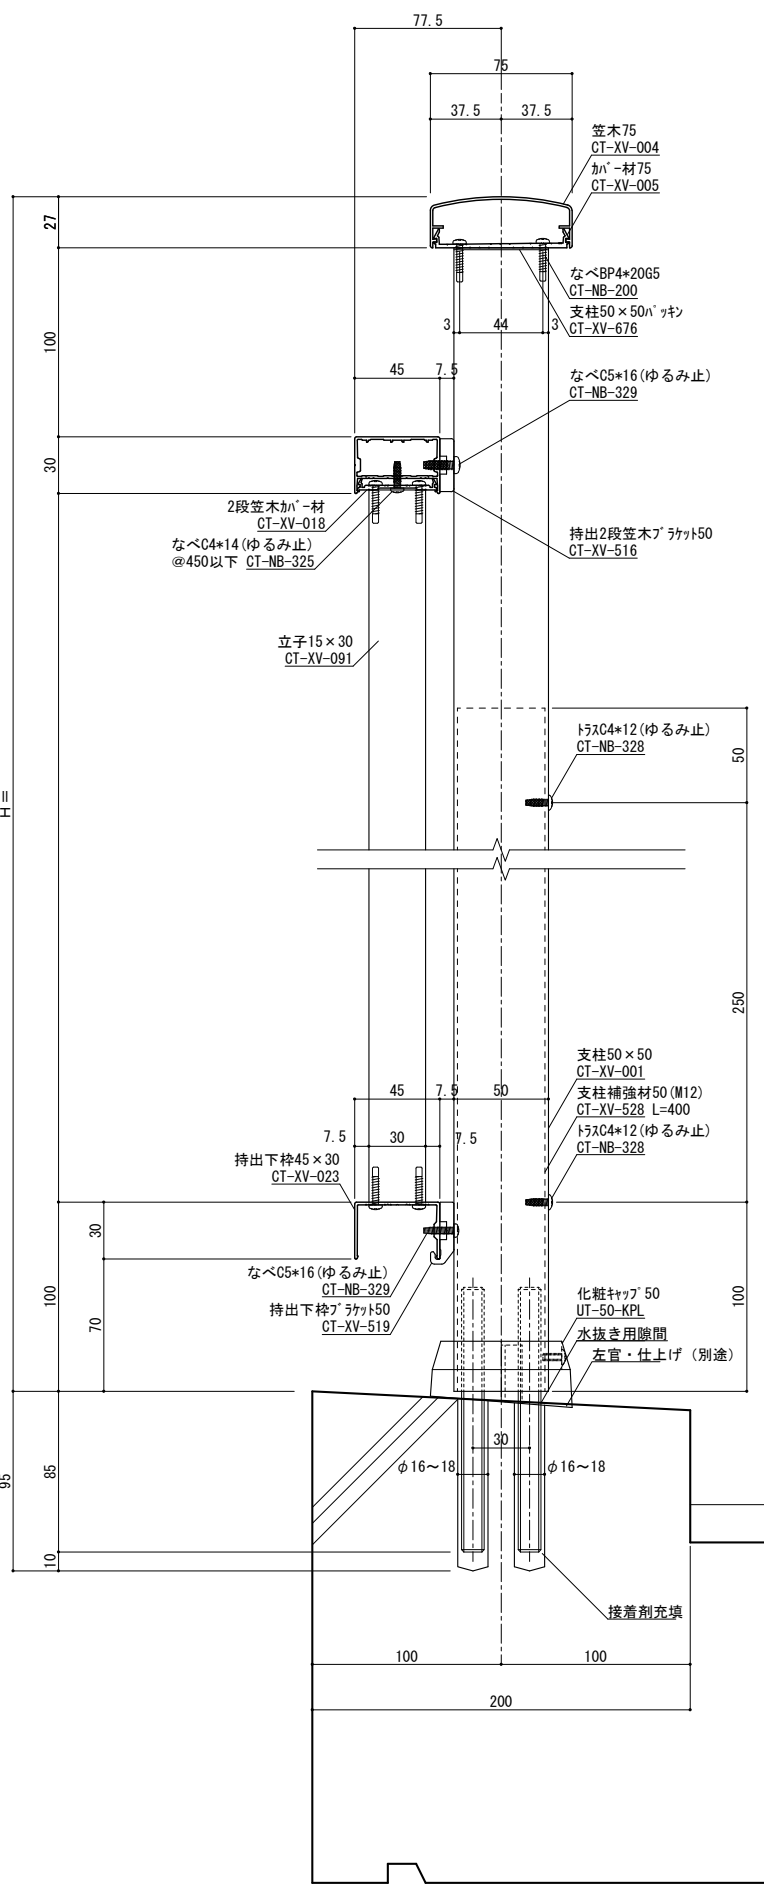 77.5
75
37.5
37.5
笠木75
CT-XV-004
ｶﾊﾞｰ材75
CT-XV-005
27
なべBP4*20G5
CT-NB-200
支柱50×50ﾊﾟｯｷﾝ
CT-XV-676
3
44
3
100
45
7.5
なべC5*16(ゆるみ止)
CT-NB-329
30
2段笠木ｶﾊﾞｰ材
CT-XV-018
なべC4*14(ゆるみ止)
@450以下 CT-NB-325
持出2段笠木ﾌﾞﾗｹｯﾄ50
CT-XV-516
立子15×30
CT-XV-091
ﾄﾗｽC4*12(ゆるみ止)
CT-NB-328
50
H=
250
支柱50×50
CT-XV-001
支柱補強材50(M12)
CT-XV-528 L=400
ﾄﾗｽC4*12(ゆるみ止)
CT-NB-328
45
7.5
50
7.5
30
7.5
持出下枠45×30
CT-XV-023
30
100
70
なべC5*16(ゆるみ止)
CT-NB-329
持出下枠ﾌﾞﾗｹｯﾄ50
CT-XV-519
100
化粧ｷｬｯﾌﾟ50
UT-50-KPL
水抜き用隙間
左官・仕上げ（別途）
95
85
10
30
φ16～18
φ16～18
接着剤充填
100
100
200